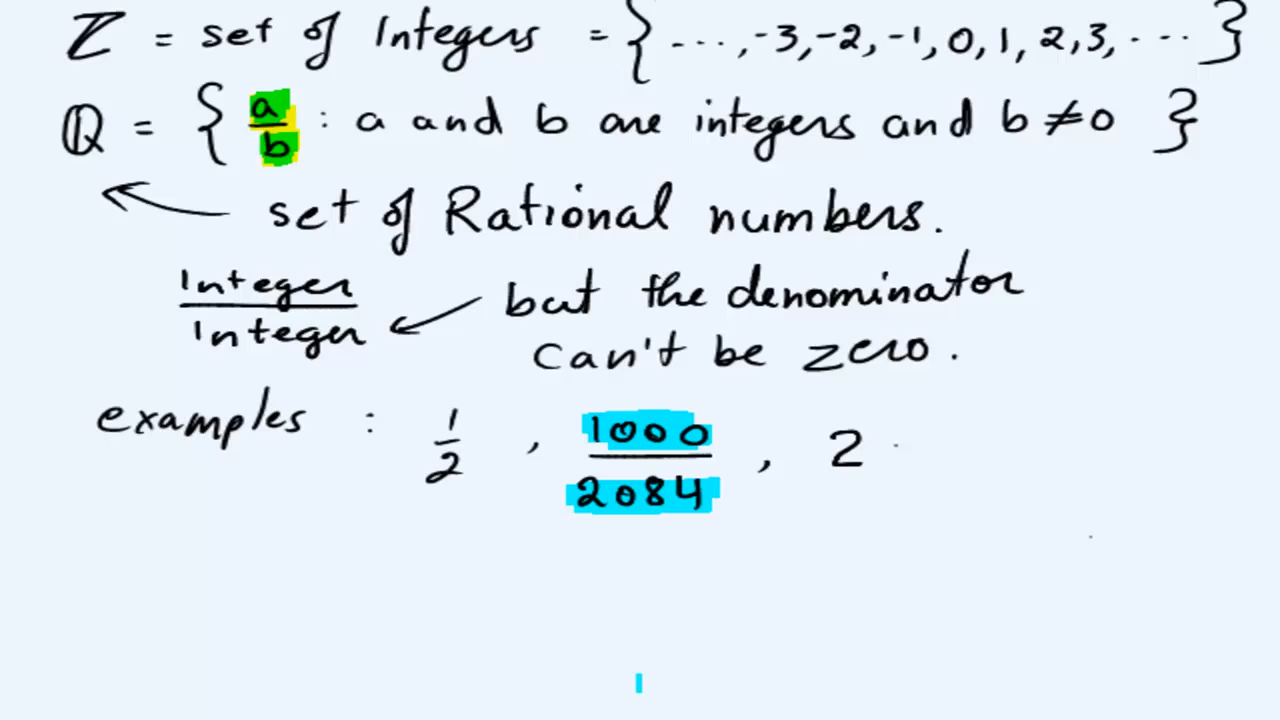 Z = set of Integers = { ..., -3, -2, -1, 0, 1, 2, 3, ... }
ℚ = { a/b : a and b are integers and b ≠ 0 }
set of Rational numbers.
Integer/Integer but the denominator
can't be zero.
examples : 1/2 , 1000/2084 , 2